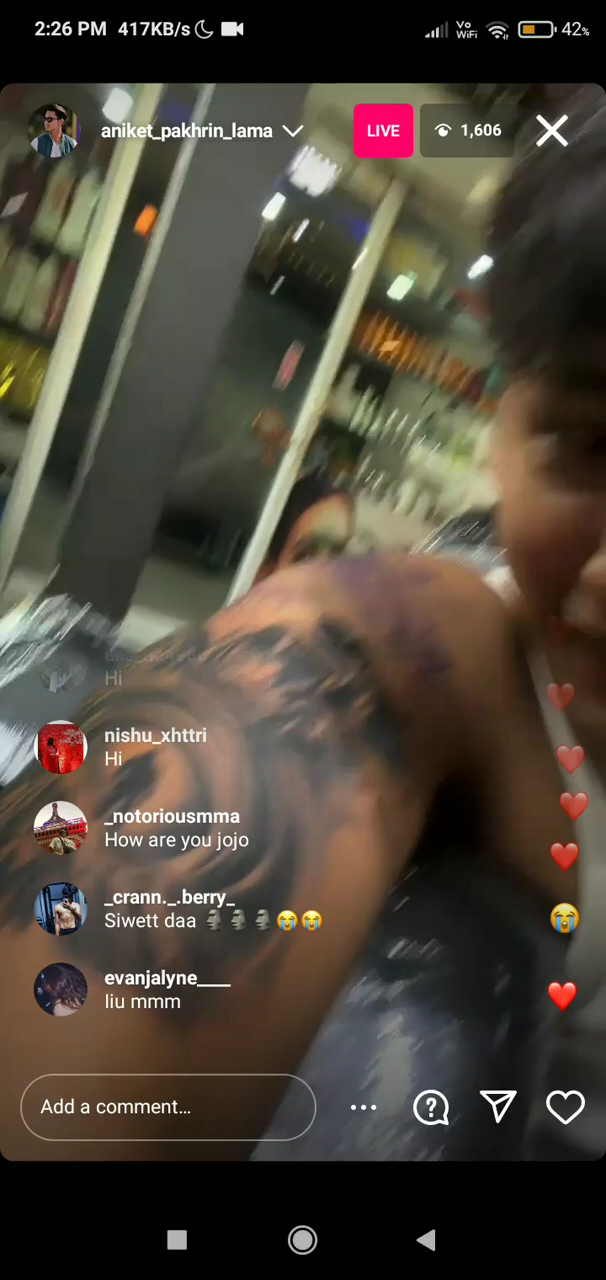 2:26 PM 417KB/s Vo WiFi 42%
aniket_pakhrin_lama LIVE 1,606
Hi
nishu_xhttri
Hi
_notoriousmma
How are you jojo
_crann._.berry_
Siwett daa 🗿🗿🗿😭😭
evanjalyne____
liu mmm
Add a comment...